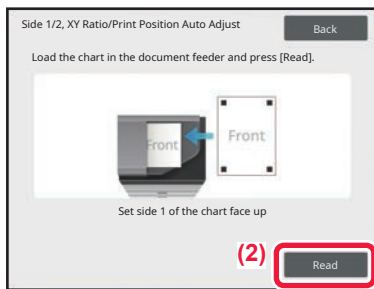 Side 1/2, XY Ratio/Print Position Auto Adjust
Back
Load the chart in the document feeder and press [Read].
Front
Front
Set side 1 of the chart face up
(2)
Read